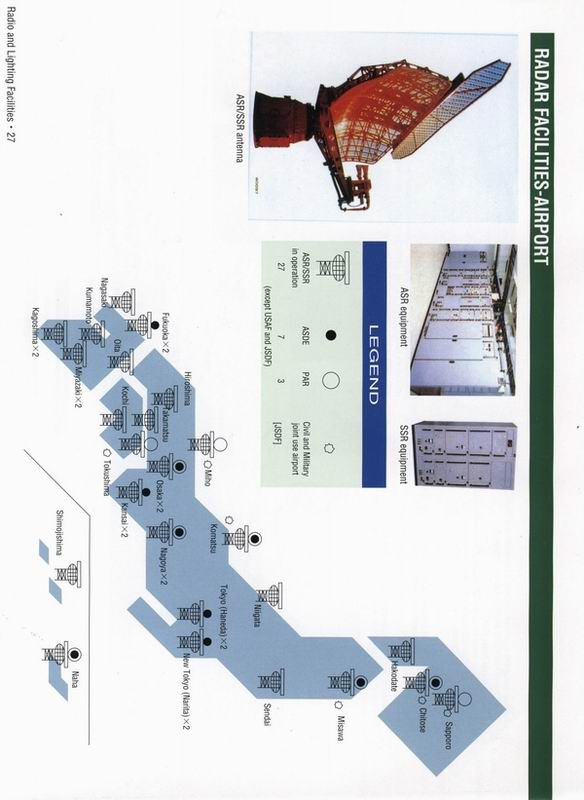 RADAR FACILITIES-AIRPORT
ASR/SSR antenna
ASR equipment
SSR equipment
LEGEND
ASR/SSR
in operation
27
ASDE
7
(except USAF and JSDF)
PAR
3
Civil and Military
joint use airport
[JSDF]
Sapporo
Chitose
Hakodate
Misawa
Sendai
Niigata
New Tokyo (Narita)×2
Tokyo (Haneda)×2
Komatsu
Nagoya×2
Miho
Osaka×2
Kansai×2
Tokushima
Takamatsu
Kochi
Hiroshima
Fukuoka×2
Oita
Nagasaki
Kumamoto
Miyazaki×2
Kagoshima×2
Shimojishima
Naha
Radio and Lighting Facilities • 27